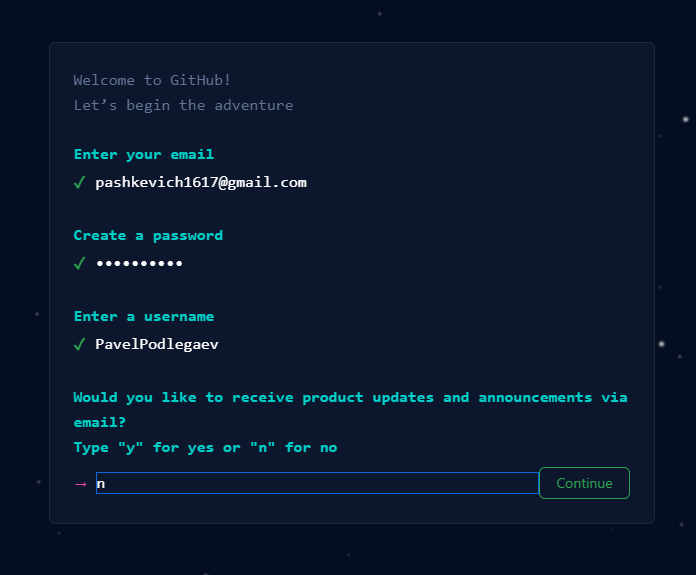 Welcome to GitHub!
Let’s begin the adventure
Enter your email
✓ pashkevich1617@gmail.com
Create a password
✓ ••••••••••
Enter a username
✓ PavelPodlegaev
Would you like to receive product updates and announcements via
email?
Type "y" for yes or "n" for no
→ n Continue